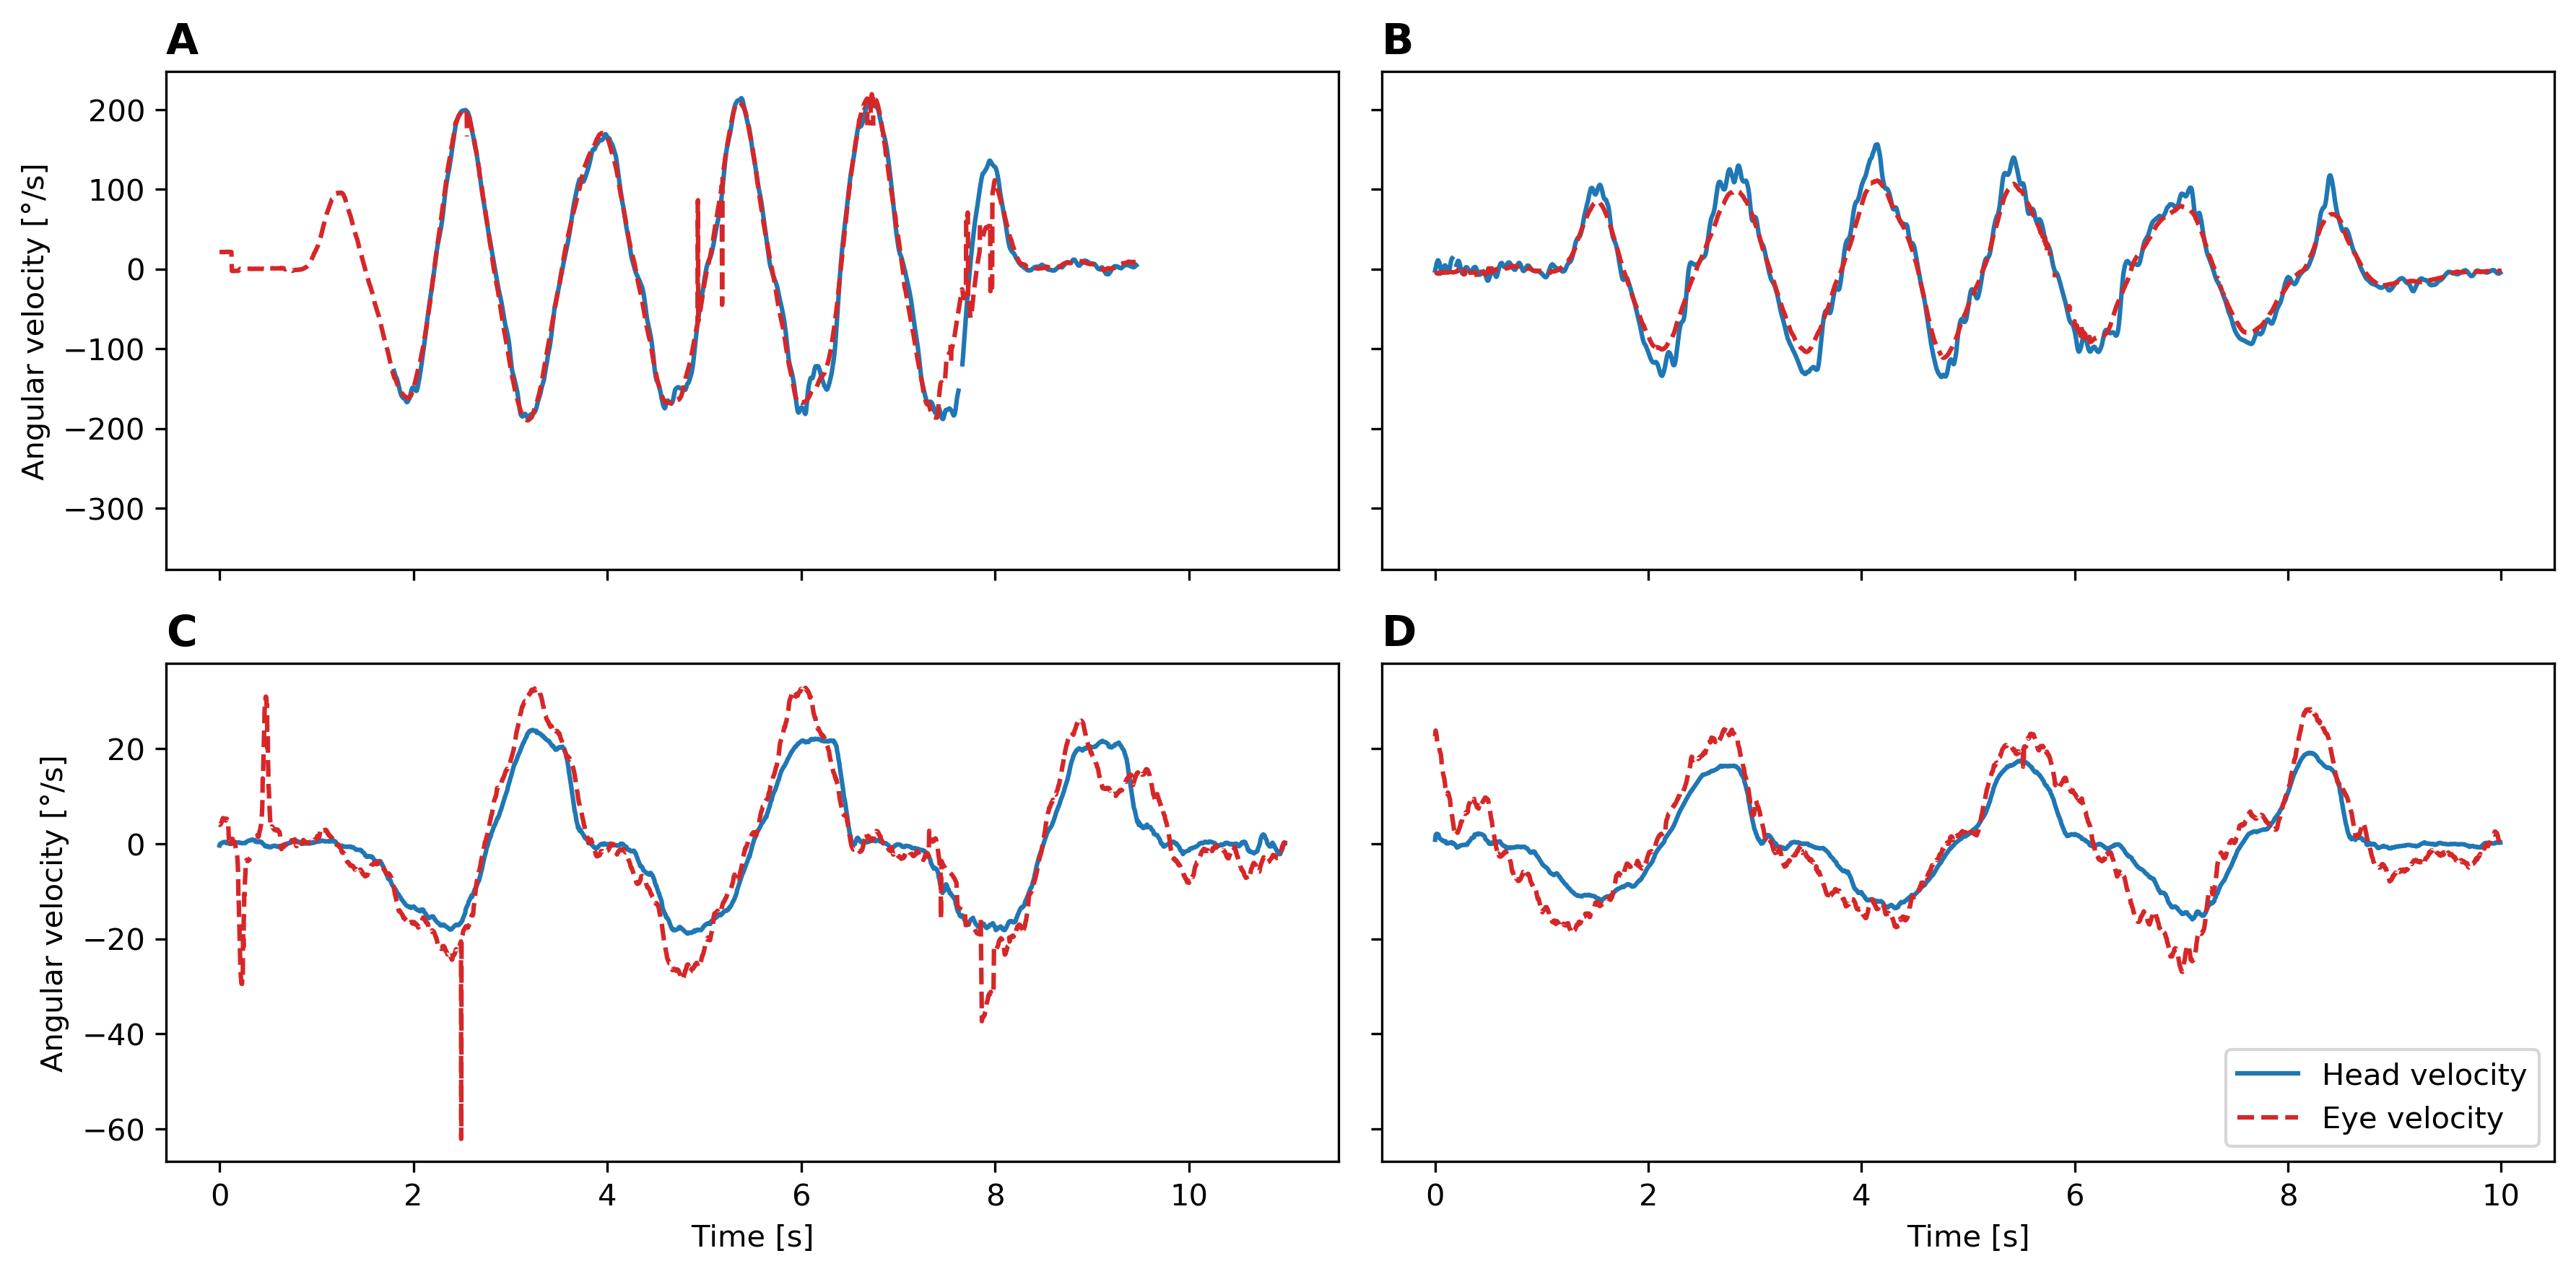 A
B
Angular velocity [°/s]
200
100
0
−100
−200
−300
C
D
Angular velocity [°/s]
20
0
−20
−40
−60
0 2 4 6 8 10
Time [s]
0 2 4 6 8 10
Time [s]
Head velocity
Eye velocity